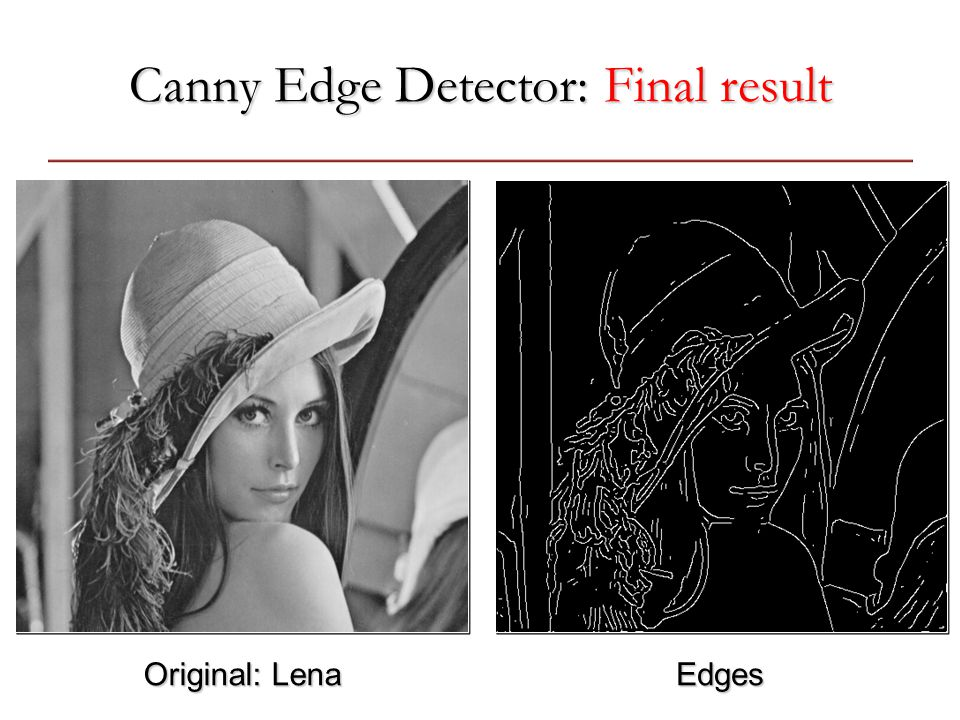 Canny Edge Detector: Final result
Original: Lena
Edges